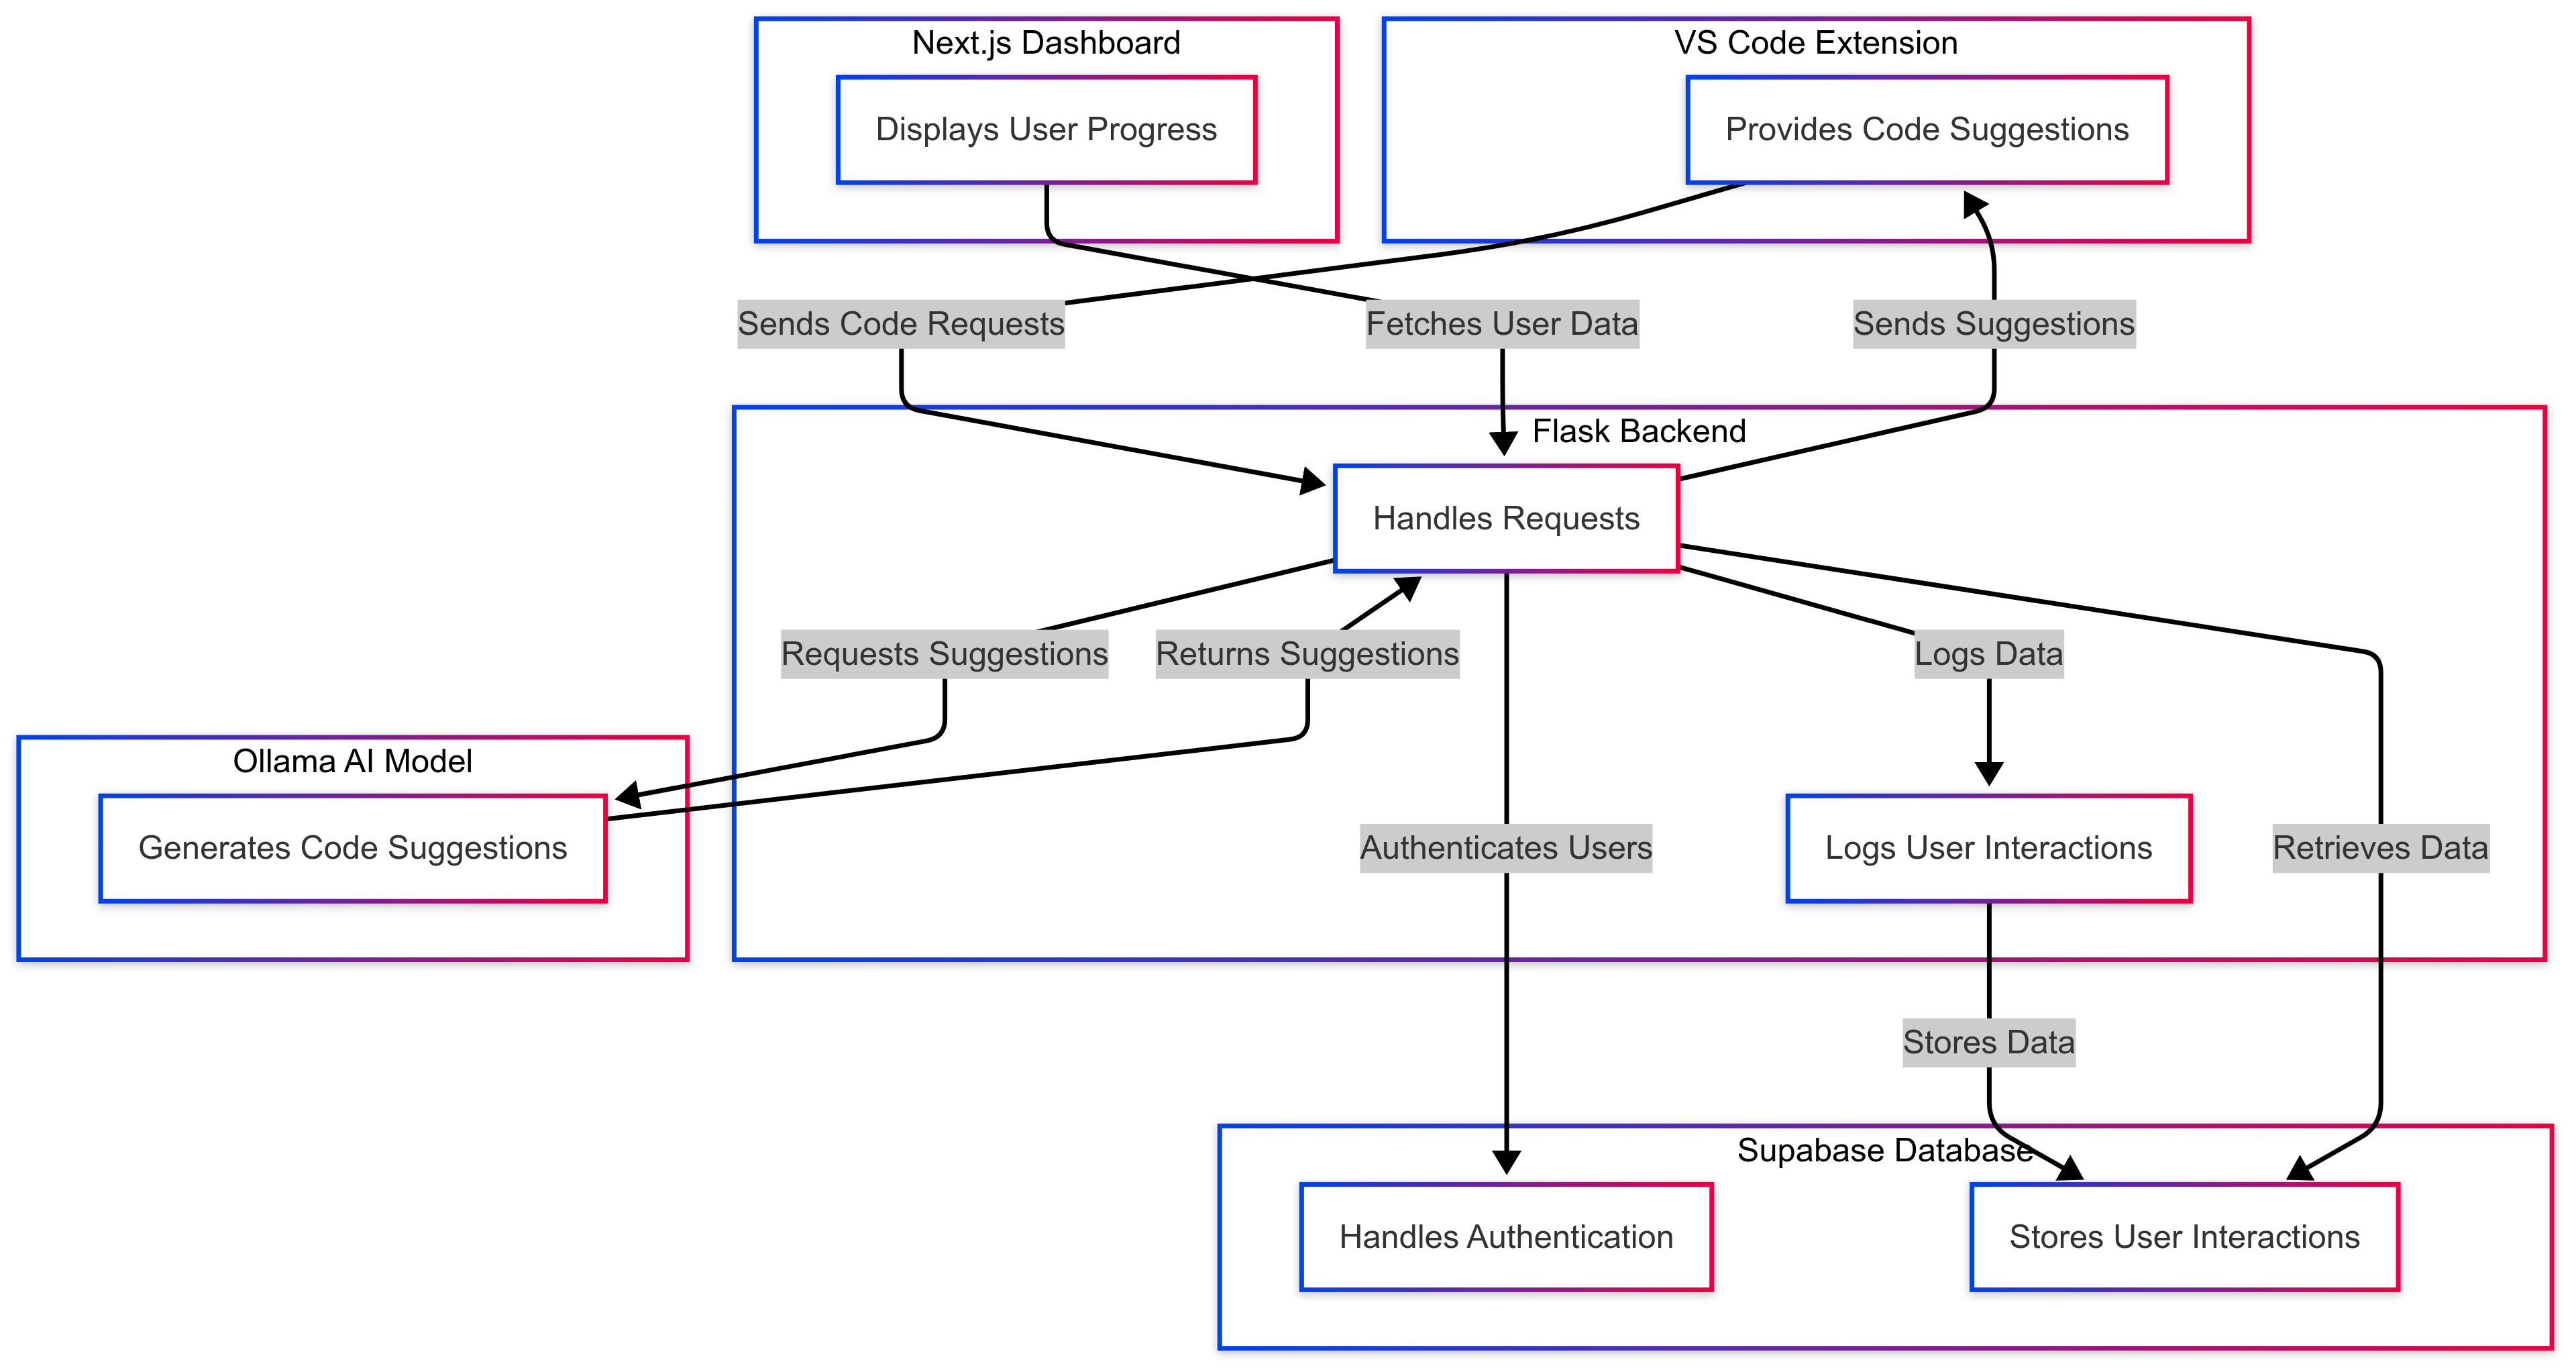 Next.js Dashboard
VS Code Extension
Displays User Progress
Provides Code Suggestions
Sends Code Requests
Fetches User Data
Sends Suggestions
Flask Backend
Handles Requests
Requests Suggestions
Returns Suggestions
Logs Data
Ollama AI Model
Generates Code Suggestions
Authenticates Users
Logs User Interactions
Retrieves Data
Stores Data
Supabase Database
Handles Authentication
Stores User Interactions